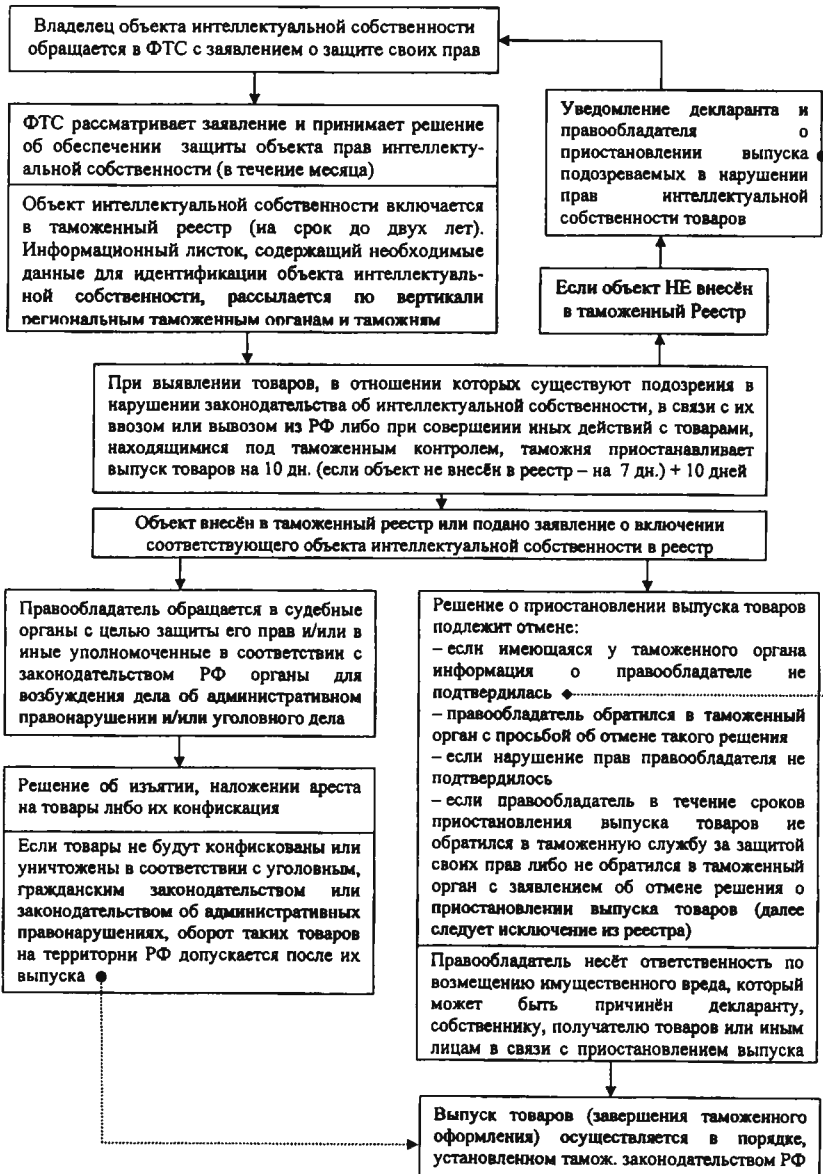 Владелец объекта интеллектуальной собственности
обращается в ФТС с заявлением о защите своих прав
ФТС рассматривает заявление и принимает решение
об обеспечении защиты объекта прав интеллекту-
альной собственности (в течение месяца)
Объект интеллектуальной собственности включается
в таможенный реестр (на срок до двух лет).
Информационный листок, содержащий необходимые
данные для идентификации объекта интеллектуаль-
ной собственности, рассылается по вертикали
региональным таможенным органам и таможням
Уведомление декларанта и
правообладателя о
приостановлении выпуска
подозреваемых в нарушении
прав интеллектуальной
собственности товаров
Если объект НЕ внесён
в таможенный Реестр
При выявлении товаров, в отношении которых существуют подозрения в
нарушении законодательства об интеллектуальной собственности, в связи с их
ввозом или вывозом из РФ либо при совершении иных действий с товарами,
находящимися под таможенным контролем, таможня приостанавливает
выпуск товаров на 10 дн. (если объект не внесён в реестр – на 7 дн.) + 10 дней
Объект внесён в таможенный реестр или подано заявление о включении
соответствующего объекта интеллектуальной собственности в реестр
Правообладатель обращается в судебные
органы с целью защиты его прав и/или в
иные уполномоченные в соответствии с
законодательством РФ органы для
возбуждения дела об административном
правонарушении и/или уголовного дела
Решение об изъятии, наложении ареста
на товары либо их конфискация
Если товары не будут конфискованы или
уничтожены в соответствии с уголовным,
гражданским законодательством или
законодательством об административных
правонарушениях, оборот таких товаров
на территории РФ допускается после их
выпуска
Решение о приостановлении выпуска товаров
подлежит отмене:
– если имеющаяся у таможенного органа
информация о правообладателе не
подтвердилась
– правообладатель обратился в таможенный
орган с просьбой об отмене такого решения
– если нарушение прав правообладателя не
подтвердилось
– если правообладатель в течение сроков
приостановления выпуска товаров не
обратился в таможенную службу за защитой
своих прав либо не обратился в таможенный
орган с заявлением об отмене решения о
приостановлении выпуска товаров (далее
следует исключение из реестра)
Правообладатель несёт ответственность по
возмещению имущественного вреда, который
может быть причинён декларанту,
собственнику, получателю товаров или иным
лицам в связи с приостановлением выпуска
Выпуск товаров (завершения таможенного
оформления) осуществляется в порядке,
установленном тамож. законодательством РФ